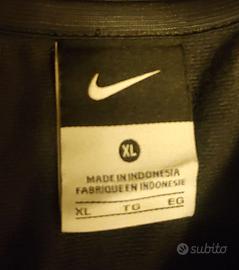 XL
MADE IN INDONESIA
FABRIQUE EN INDONESIE
XL TG EG
subito